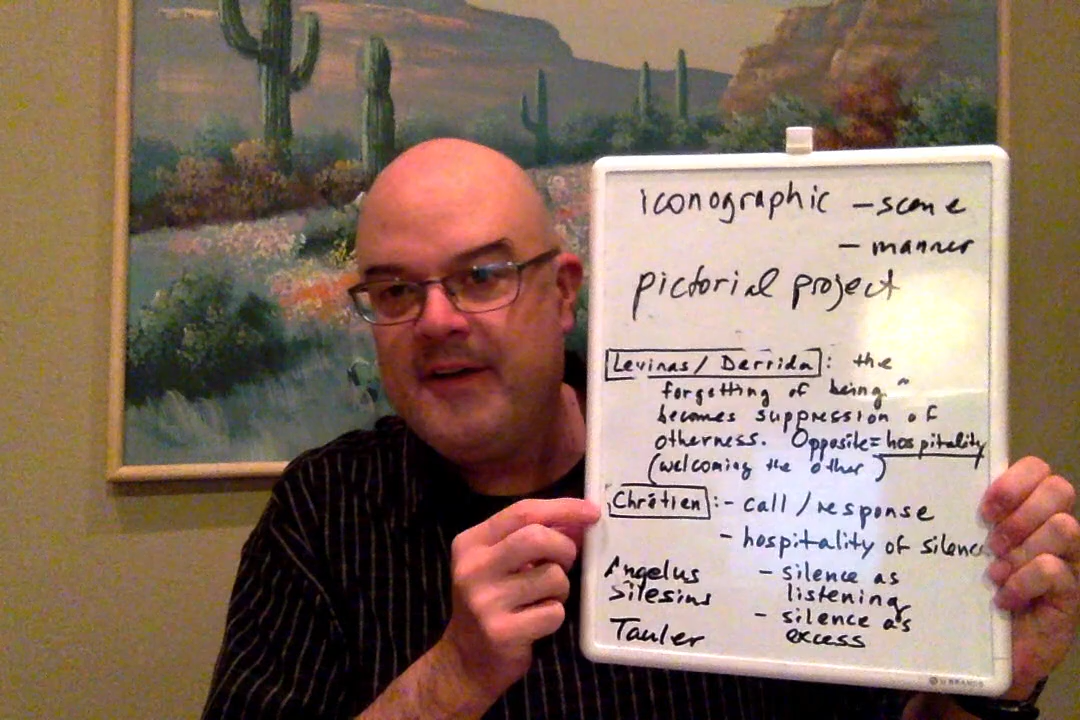 iconographic – scene
– manner
pictorial project
Levinas / Derrida : the
forgetting of being "
becomes suppression of
otherness. Opposite = hospitality
(welcoming the other)
Chrétien : - call / response
- hospitality of silence
Angelus - silence as
Silesius listening
- silence as
Tauler excess
U BRANDS